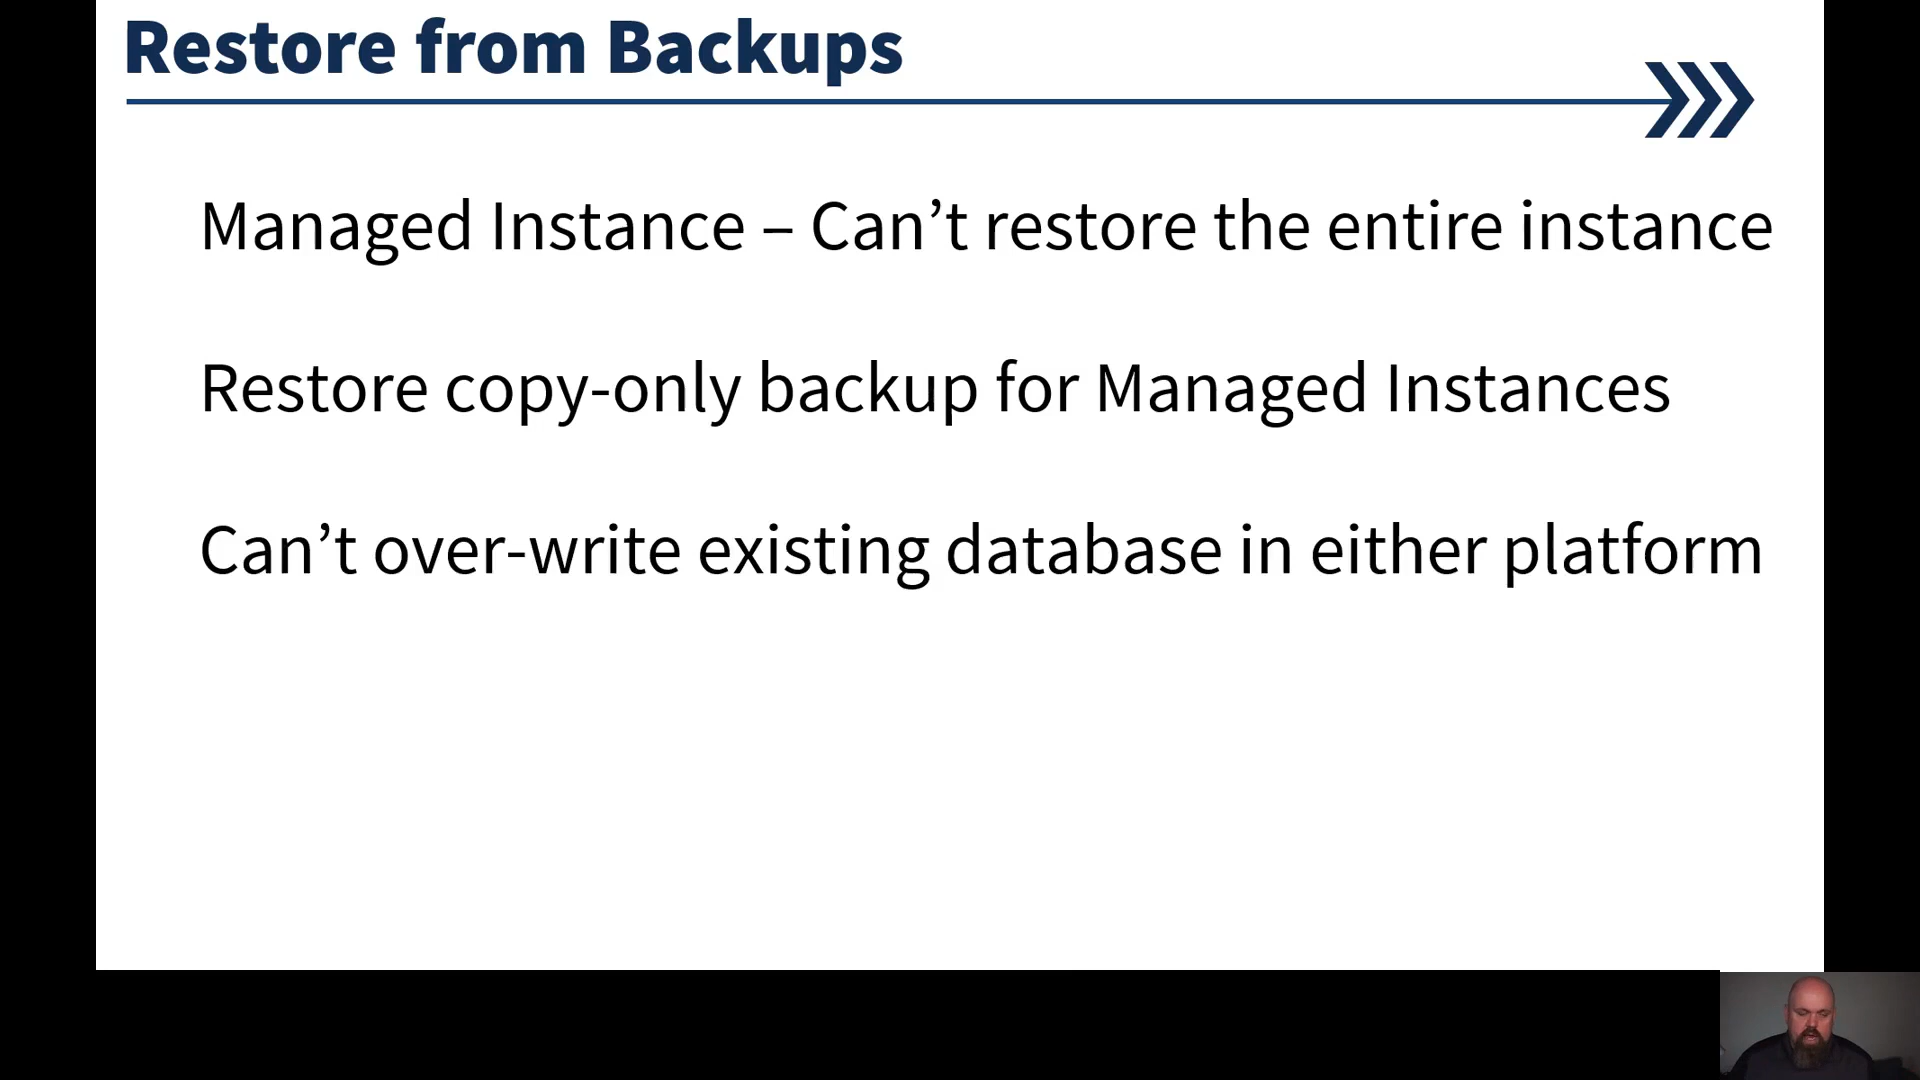 Restore from Backups
Managed Instance – Can’t restore the entire instance
Restore copy-only backup for Managed Instances
Can’t over-write existing database in either platform